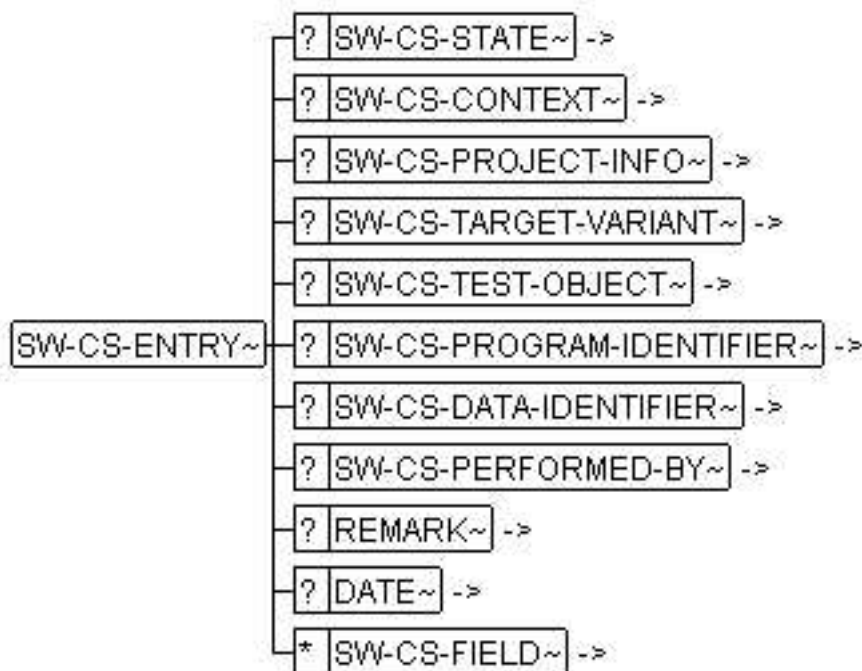 ? SW-CS-STATE~ ->
? SW-CS-CONTEXT~ ->
? SW-CS-PROJECT-INFO~ ->
? SW-CS-TARGET-VARIANT~ ->
? SW-CS-TEST-OBJECT~ ->
SW-CS-ENTRY~ ? SW-CS-PROGRAM-IDENTIFIER~ ->
? SW-CS-DATA-IDENTIFIER~ ->
? SW-CS-PERFORMED-BY~ ->
? REMARK~ ->
? DATE~ ->
* SW-CS-FIELD~ ->